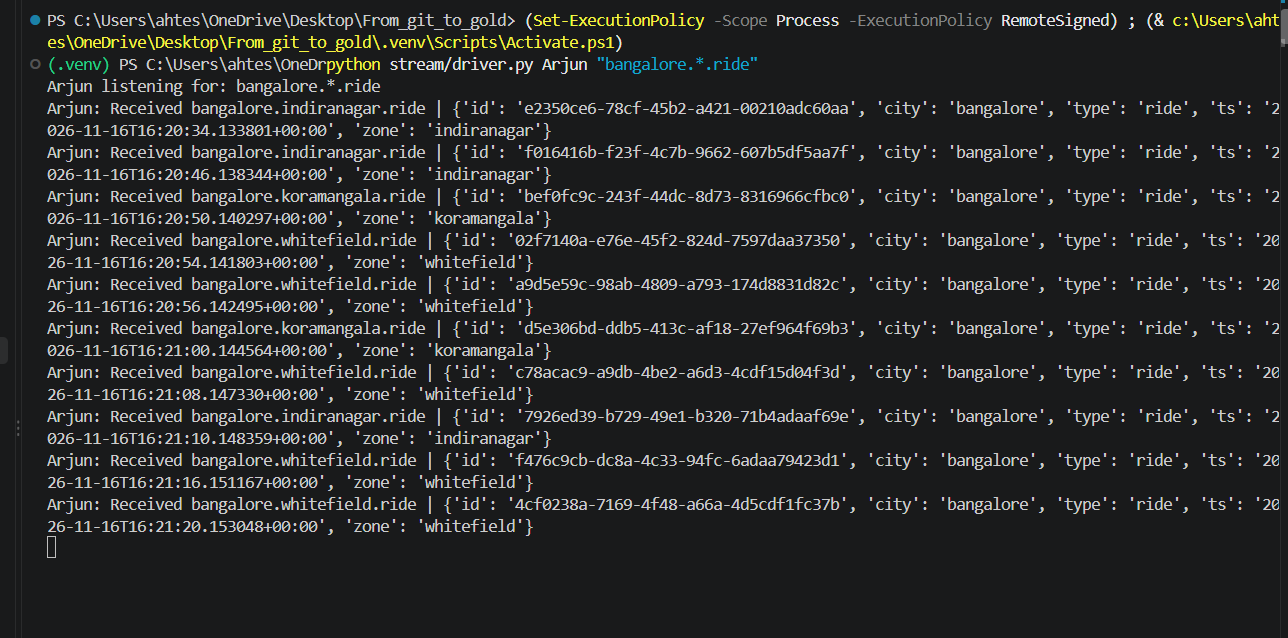 PS C:\Users\ahtes\OneDrive\Desktop\From_git_to_gold> (Set-ExecutionPolicy -Scope Process -ExecutionPolicy RemoteSigned) ; (& c:\Users\aht
es\OneDrive\Desktop\From_git_to_gold\.venv\Scripts\Activate.ps1)
(.venv) PS C:\Users\ahtes\OneDrpython stream/driver.py Arjun "bangalore.*.ride"
Arjun listening for: bangalore.*.ride
Arjun: Received bangalore.indiranagar.ride | {'id': 'e2350ce6-78cf-45b2-a421-00210adc60aa', 'city': 'bangalore', 'type': 'ride', 'ts': '2
026-11-16T16:20:34.133801+00:00', 'zone': 'indiranagar'}
Arjun: Received bangalore.indiranagar.ride | {'id': 'f016416b-f23f-4c7b-9662-607b5df5aa7f', 'city': 'bangalore', 'type': 'ride', 'ts': '2
026-11-16T16:20:46.138344+00:00', 'zone': 'indiranagar'}
Arjun: Received bangalore.koramangala.ride | {'id': 'bef0fc9c-243f-44dc-8d73-8316966cfbc0', 'city': 'bangalore', 'type': 'ride', 'ts': '2
026-11-16T16:20:50.140297+00:00', 'zone': 'koramangala'}
Arjun: Received bangalore.whitefield.ride | {'id': '02f7140a-e76e-45f2-824d-7597daa37350', 'city': 'bangalore', 'type': 'ride', 'ts': '20
26-11-16T16:20:54.141803+00:00', 'zone': 'whitefield'}
Arjun: Received bangalore.whitefield.ride | {'id': 'a9d5e59c-98ab-4809-a793-174d8831d82c', 'city': 'bangalore', 'type': 'ride', 'ts': '20
26-11-16T16:20:56.142495+00:00', 'zone': 'whitefield'}
Arjun: Received bangalore.koramangala.ride | {'id': 'd5e306bd-ddb5-413c-af18-27ef964f69b3', 'city': 'bangalore', 'type': 'ride', 'ts': '2
026-11-16T16:21:00.144564+00:00', 'zone': 'koramangala'}
Arjun: Received bangalore.whitefield.ride | {'id': 'c78acac9-a9db-4be2-a6d3-4cdf15d04f3d', 'city': 'bangalore', 'type': 'ride', 'ts': '20
26-11-16T16:21:08.147330+00:00', 'zone': 'whitefield'}
Arjun: Received bangalore.indiranagar.ride | {'id': '7926ed39-b729-49e1-b320-71b4adaaf69e', 'city': 'bangalore', 'type': 'ride', 'ts': '2
026-11-16T16:21:10.148359+00:00', 'zone': 'indiranagar'}
Arjun: Received bangalore.whitefield.ride | {'id': 'f476c9cb-dc8a-4c33-94fc-6adaa79423d1', 'city': 'bangalore', 'type': 'ride', 'ts': '20
26-11-16T16:21:16.151167+00:00', 'zone': 'whitefield'}
Arjun: Received bangalore.whitefield.ride | {'id': '4cf0238a-7169-4f48-a66a-4d5cdf1fc37b', 'city': 'bangalore', 'type': 'ride', 'ts': '20
26-11-16T16:21:20.153048+00:00', 'zone': 'whitefield'}